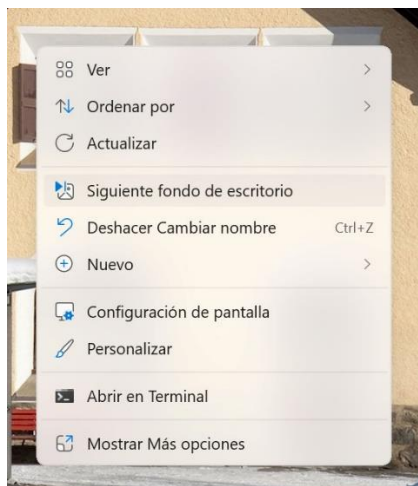 Ver
Ordenar por
Actualizar
Siguiente fondo de escritorio
Deshacer Cambiar nombre Ctrl+Z
Nuevo
Configuración de pantalla
Personalizar
Abrir en Terminal
Mostrar Más opciones